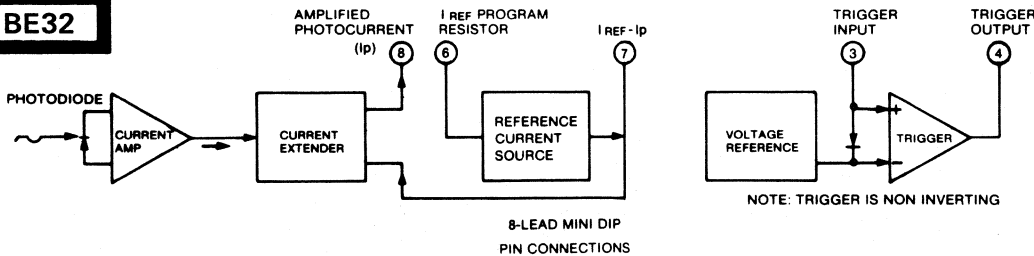 BE32
AMPLIFIED
PHOTOCURRENT
(Ip)
8
I REF PROGRAM
RESISTOR
6
I REF - Ip
7
TRIGGER
INPUT
3
TRIGGER
OUTPUT
4
PHOTODIODE
CURRENT
AMP
CURRENT
EXTENDER
REFERENCE
CURRENT
SOURCE
VOLTAGE
REFERENCE
+
TRIGGER
−
NOTE: TRIGGER IS NON INVERTING
8-LEAD MINI DIP
PIN CONNECTIONS